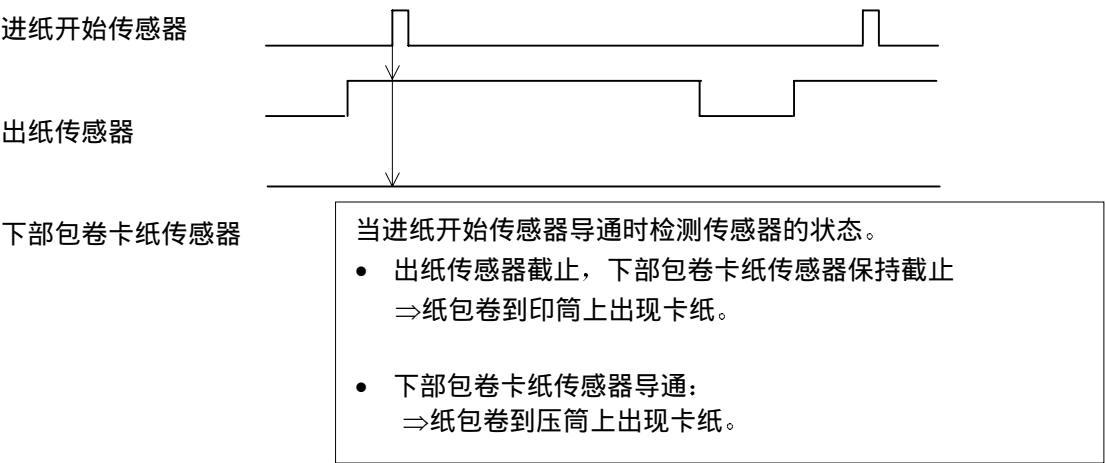 进纸开始传感器
出纸传感器
下部包卷卡纸传感器
当进纸开始传感器导通时检测传感器的状态。
• 出纸传感器截止，下部包卷卡纸传感器保持截止
⇒纸包卷到印筒上出现卡纸。
• 下部包卷卡纸传感器导通：
⇒纸包卷到压筒上出现卡纸。